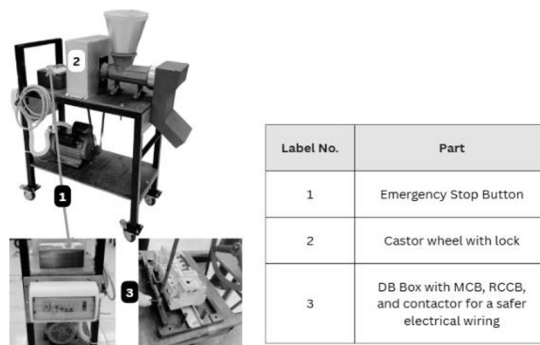 2
1
3
Label No. Part
1 Emergency Stop Button
2 Castor wheel with lock
3 DB Box with MCB, RCCB,
and contactor for a safer
electrical wiring